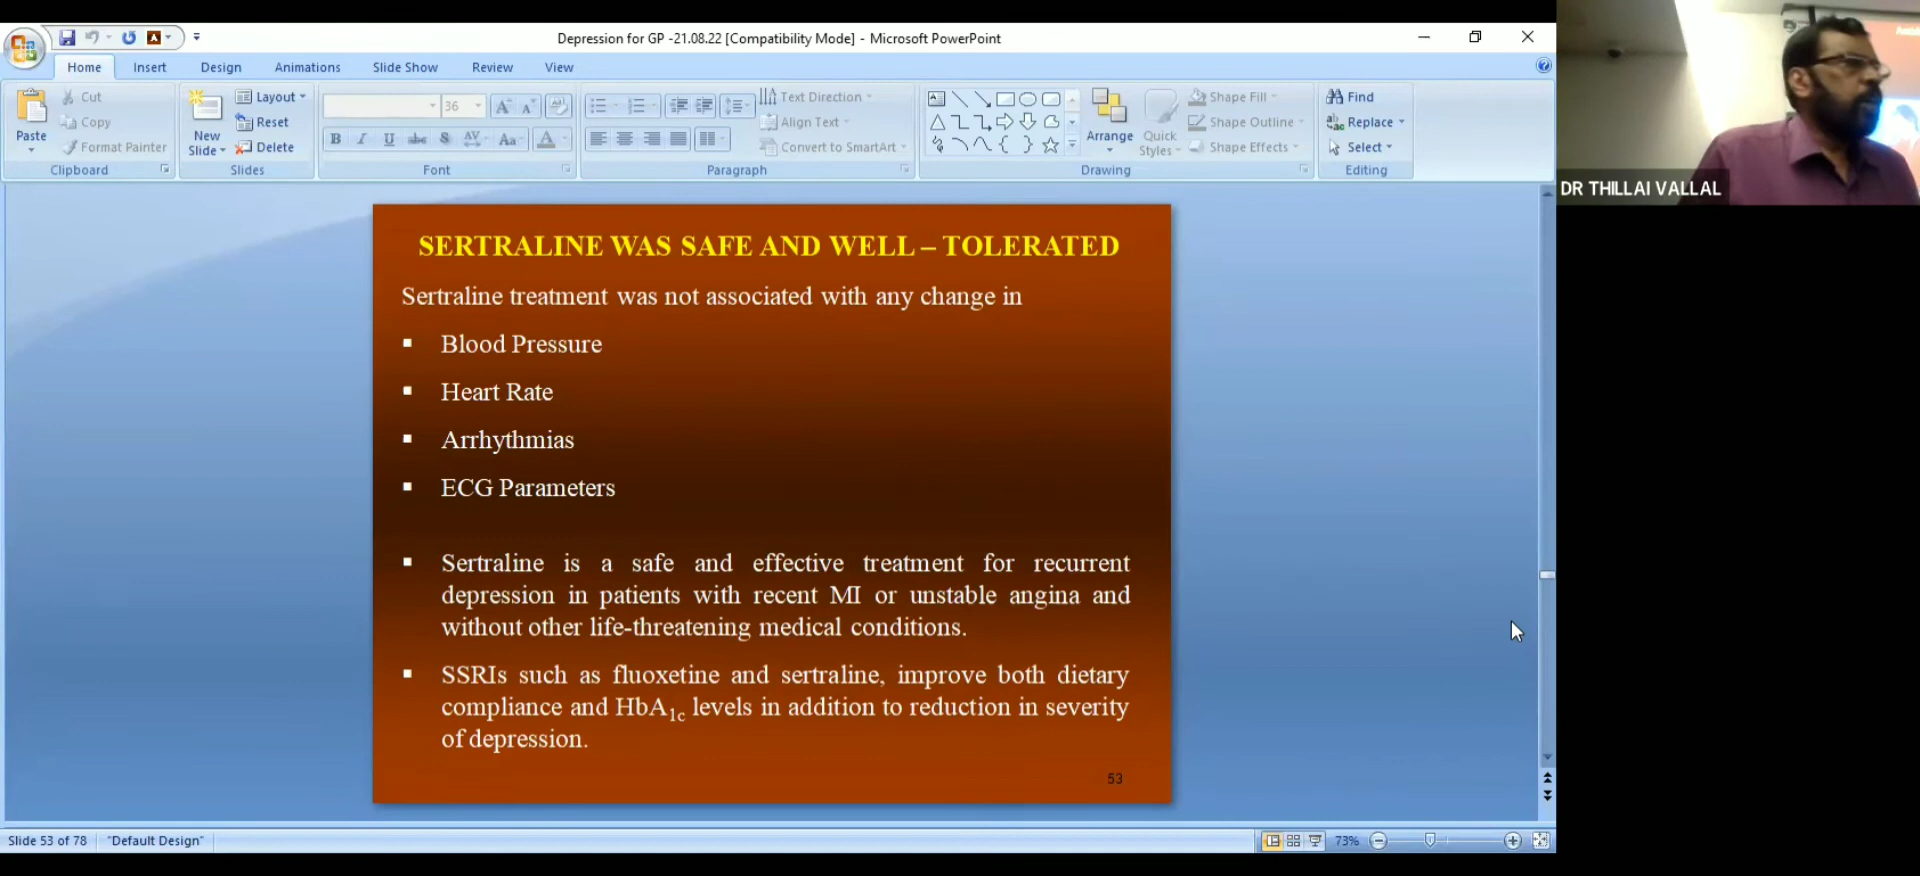 Depression for GP -21.08.22 [Compatibility Mode] - Microsoft PowerPoint
Home Insert Design Animations Slide Show Review View
Paste
Cut
Copy
Format Painter
Clipboard
New
Slide
Layout
Reset
Delete
Slides
36
B I U abc S AV Aa A
Font
Text Direction
Align Text
Convert to SmartArt
Paragraph
Arrange
Quick
Styles
Shape Fill
Shape Outline
Shape Effects
Drawing
Find
Replace
Select
Editing
DR THILLAI VALLAL
SERTRALINE WAS SAFE AND WELL – TOLERATED
Sertraline treatment was not associated with any change in
▪ Blood Pressure
▪ Heart Rate
▪ Arrhythmias
▪ ECG Parameters
▪ Sertraline is a safe and effective treatment for recurrent
depression in patients with recent MI or unstable angina and
without other life-threatening medical conditions.
▪ SSRIs such as fluoxetine and sertraline, improve both dietary
compliance and HbA1c levels in addition to reduction in severity
of depression.
53
Slide 53 of 78 "Default Design" 73%